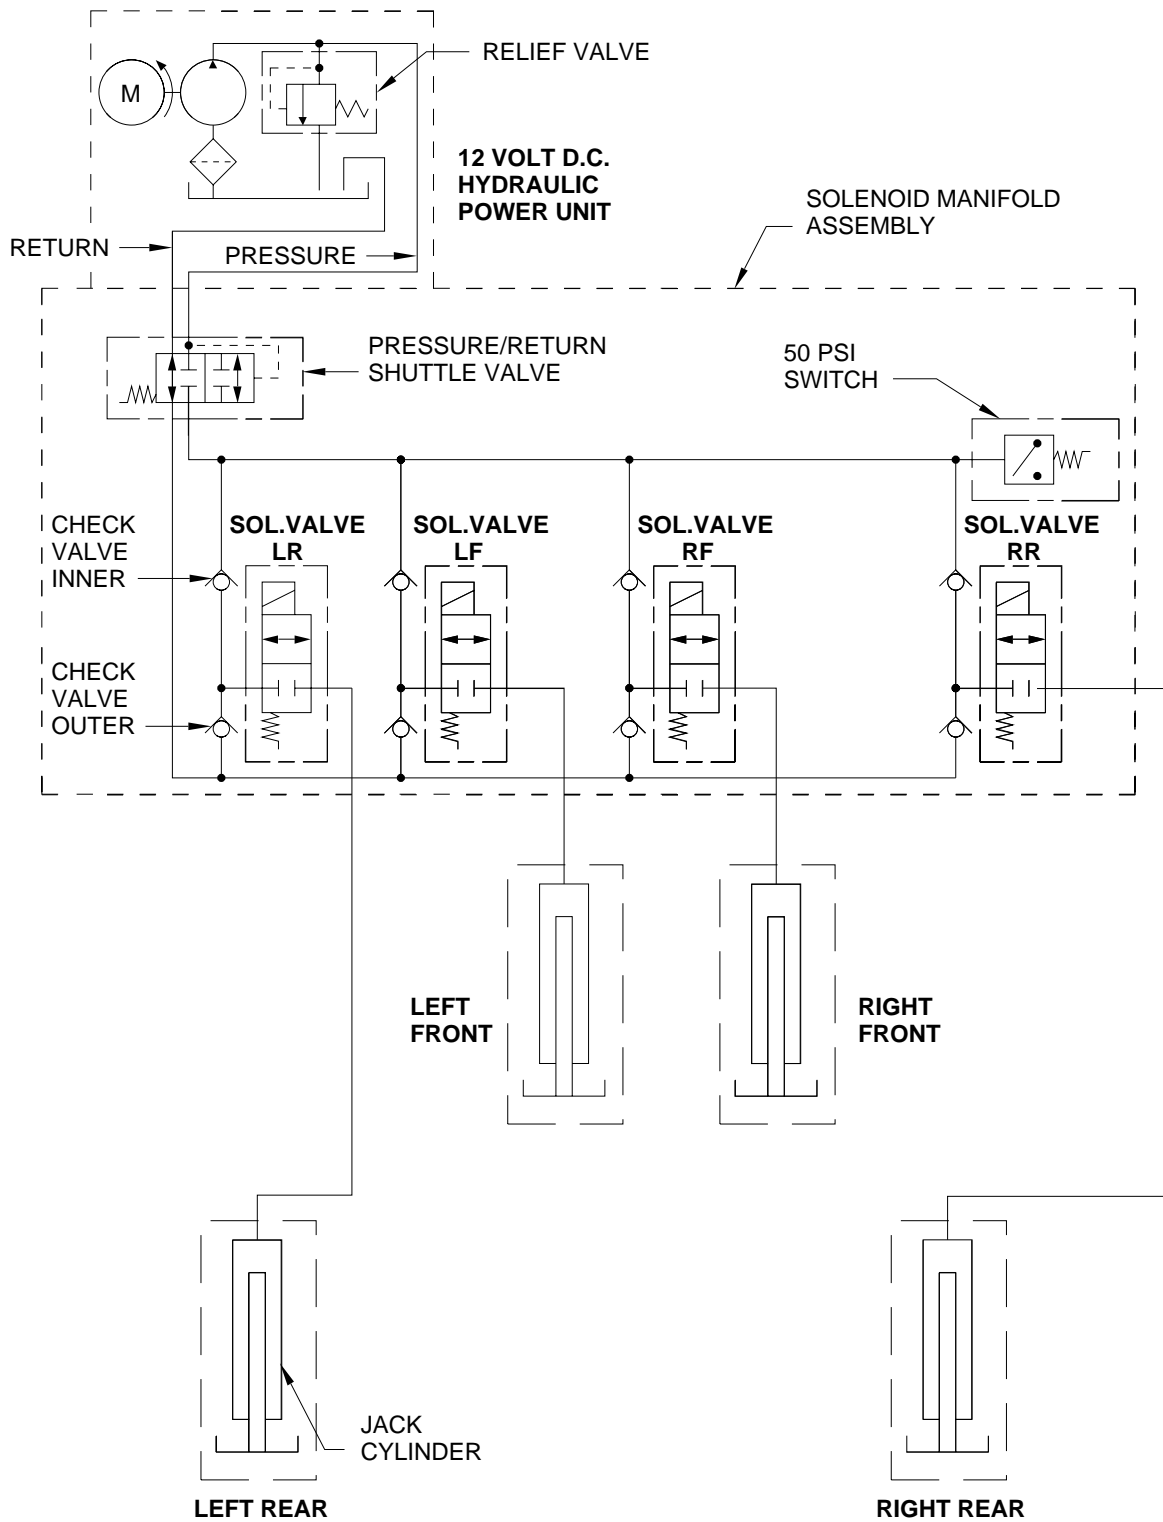 RELIEF VALVE
M
12 VOLT D.C.
HYDRAULIC
POWER UNIT
SOLENOID MANIFOLD
ASSEMBLY
RETURN
PRESSURE
PRESSURE/RETURN
SHUTTLE VALVE
50 PSI
SWITCH
CHECK
VALVE
INNER
SOL.VALVE
LR
SOL.VALVE
LF
SOL.VALVE
RF
SOL.VALVE
RR
CHECK
VALVE
OUTER
LEFT
FRONT
RIGHT
FRONT
JACK
CYLINDER
LEFT REAR
RIGHT REAR